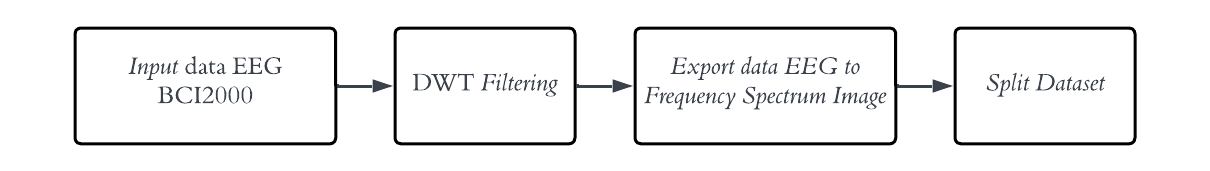 Input data EEG
BCI2000
DWT Filtering
Export data EEG to
Frequency Spectrum Image
Split Dataset